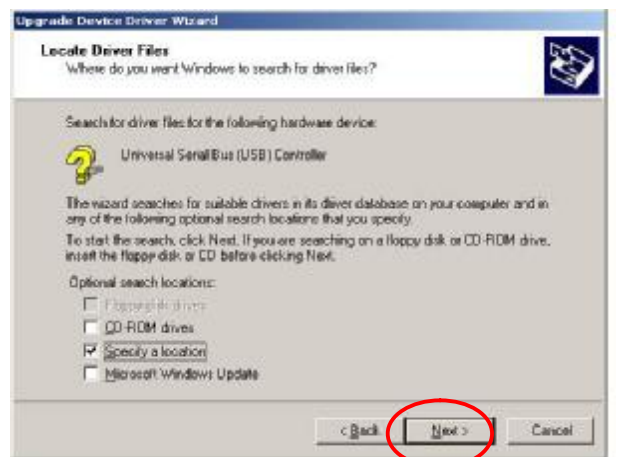 Upgrade Device Driver Wizard
Locate Driver Files
Where do you want Windows to search for driver files?
Search for driver files for the following hardware device:
Universal Serial Bus (USB) Controller
The wizard searches for suitable drivers in its driver database on your computer and in
any of the following optional search locations that you specify.
To start the search, click Next. If you are searching on a floppy disk or CD-ROM drive,
insert the floppy disk or CD before clicking Next.
Optional search locations:
Floppy disk drives
CD-ROM drives
Specify a location
Microsoft Windows Update
< Back
Next >
Cancel